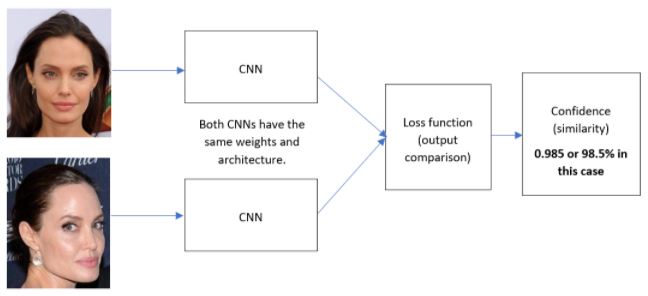 CNN
Both CNNs have the
same weights and
architecture.
CNN
Loss function
(output
comparison)
Confidence
(similarity)
0.985 or 98.5% in
this case